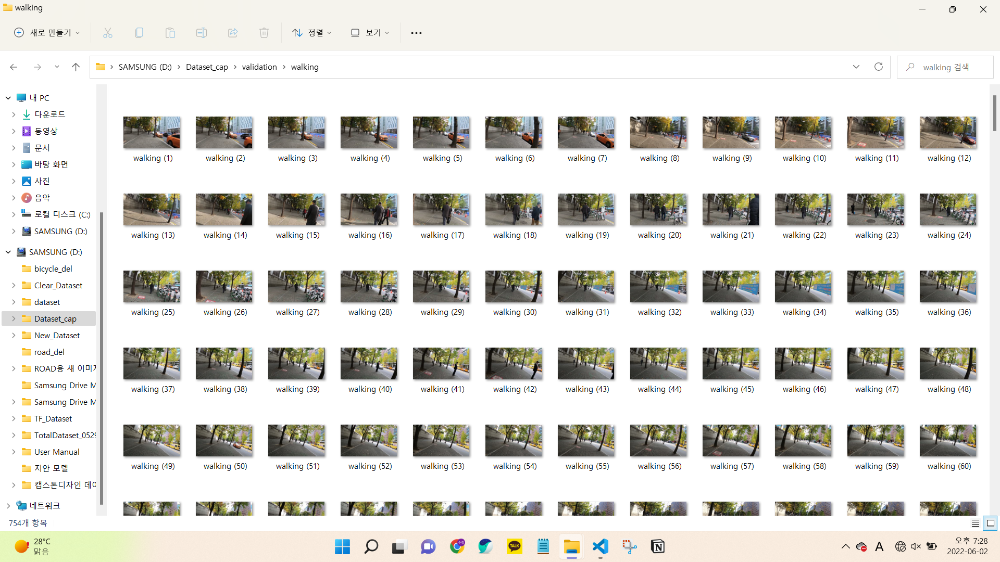 walking
새로 만들기
정렬
보기
SAMSUNG (D:)
Dataset_cap
validation
walking
walking 검색
내 PC
다운로드
동영상
문서
바탕 화면
사진
음악
로컬 디스크 (C:)
SAMSUNG (D:)
SAMSUNG (D:)
bicycle_del
Clear_Dataset
dataset
Dataset_cap
New_Dataset
road_del
ROAD용 새 이미지
Samsung Drive M
Samsung Drive M
TF_Dataset
TotalDataset_0529
User Manual
지안 모델
캡스톤디자인 데이
네트워크
walking (1)
walking (2)
walking (3)
walking (4)
walking (5)
walking (6)
walking (7)
walking (8)
walking (9)
walking (10)
walking (11)
walking (12)
walking (13)
walking (14)
walking (15)
walking (16)
walking (17)
walking (18)
walking (19)
walking (20)
walking (21)
walking (22)
walking (23)
walking (24)
walking (25)
walking (26)
walking (27)
walking (28)
walking (29)
walking (30)
walking (31)
walking (32)
walking (33)
walking (34)
walking (35)
walking (36)
walking (37)
walking (38)
walking (39)
walking (40)
walking (41)
walking (42)
walking (43)
walking (44)
walking (45)
walking (46)
walking (47)
walking (48)
walking (49)
walking (50)
walking (51)
walking (52)
walking (53)
walking (54)
walking (55)
walking (56)
walking (57)
walking (58)
walking (59)
walking (60)
754개 항목
28°C
맑음
수정
TALK
A
오후 7:28
2022-06-02